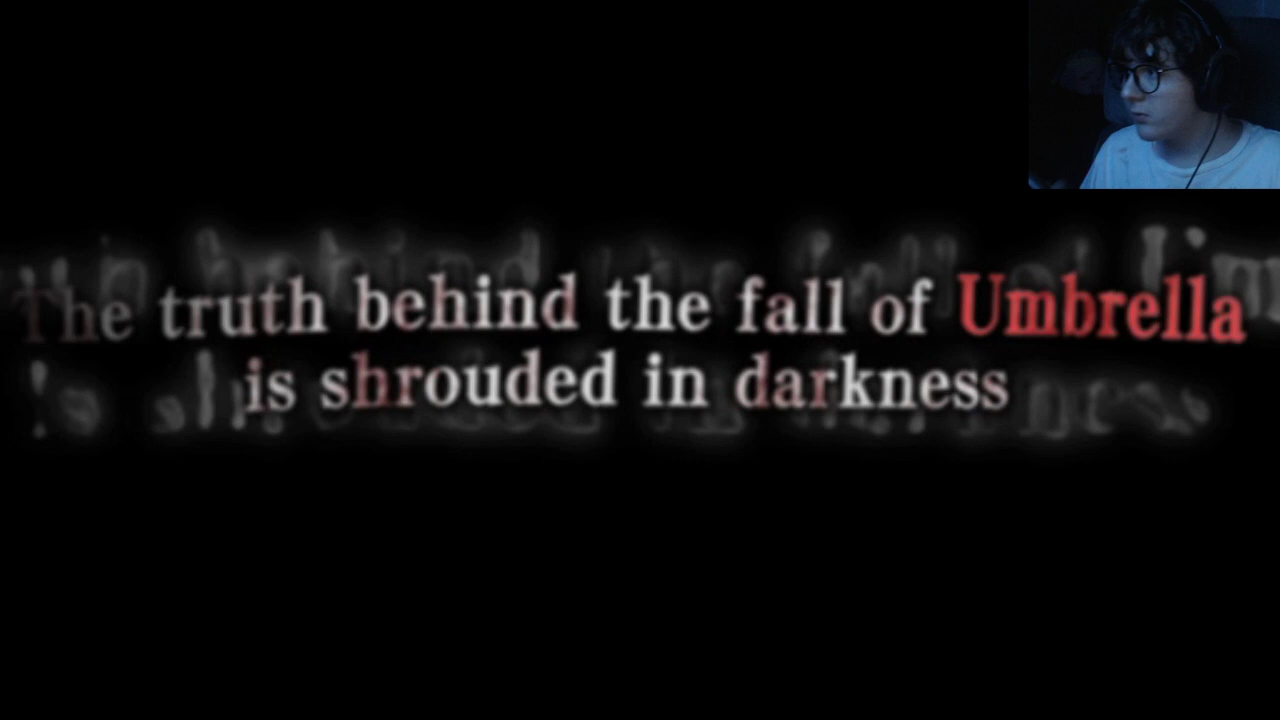 The truth behind the fall of Umbrella
is shrouded in darkness